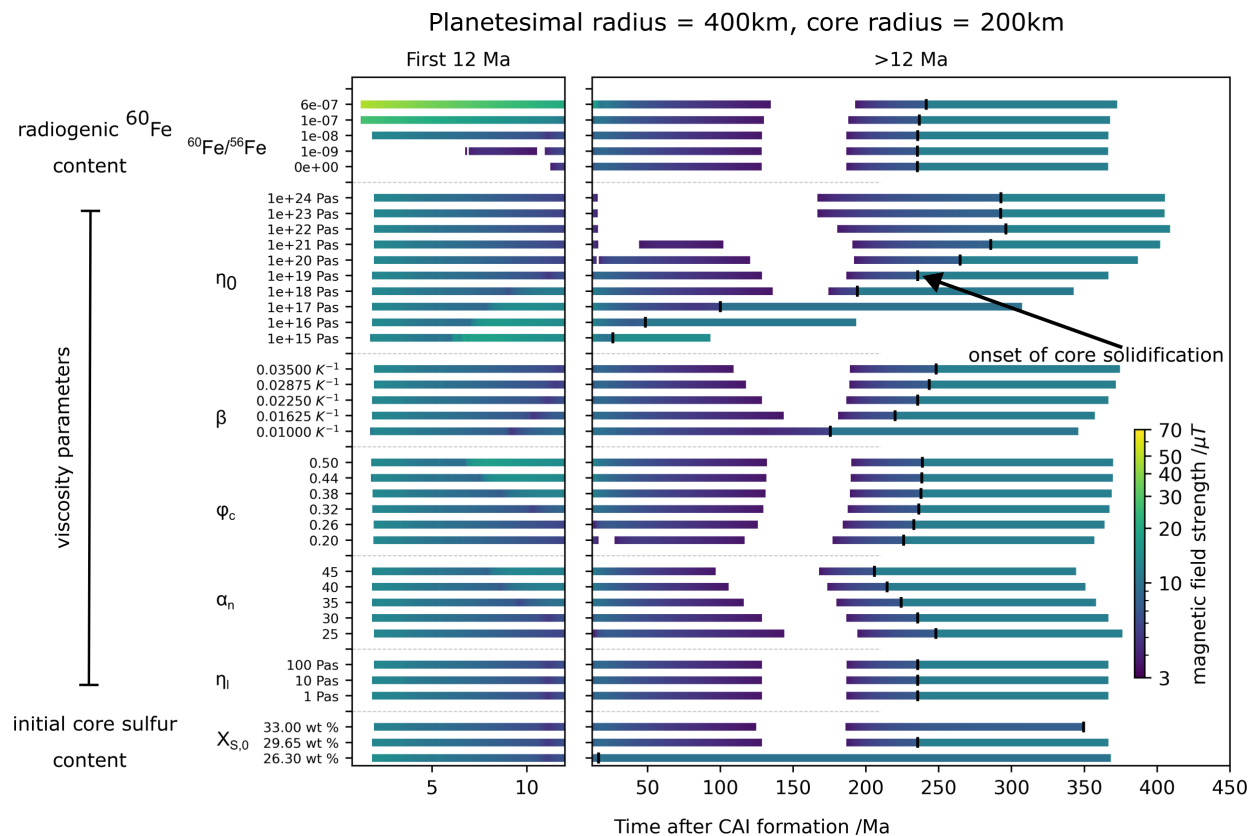 Planetesimal radius = 400km, core radius = 200km
First 12 Ma
>12 Ma
radiogenic ⁶⁰Fe
content
⁶⁰Fe/⁵⁶Fe
6e-07
1e-07
1e-08
1e-09
0e+00
viscosity parameters
η₀
1e+24 Pas
1e+23 Pas
1e+22 Pas
1e+21 Pas
1e+20 Pas
1e+19 Pas
1e+18 Pas
1e+17 Pas
1e+16 Pas
1e+15 Pas
onset of core solidification
β
0.03500 K⁻¹
0.02875 K⁻¹
0.02250 K⁻¹
0.01625 K⁻¹
0.01000 K⁻¹
φ_c
0.50
0.44
0.38
0.32
0.26
0.20
α_n
45
40
35
30
25
η_l
100 Pas
10 Pas
1 Pas
initial core sulfur
content
X_S,0
33.00 wt %
29.65 wt %
26.30 wt %
70
50
40
30
20
10
3
magnetic field strength /μT
5
10
50
100
150
200
250
300
350
400
450
Time after CAI formation /Ma